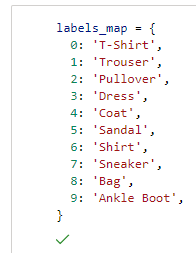 labels_map = {
0: 'T-Shirt',
1: 'Trouser',
2: 'Pullover',
3: 'Dress',
4: 'Coat',
5: 'Sandal',
6: 'Shirt',
7: 'Sneaker',
8: 'Bag',
9: 'Ankle Boot',
}